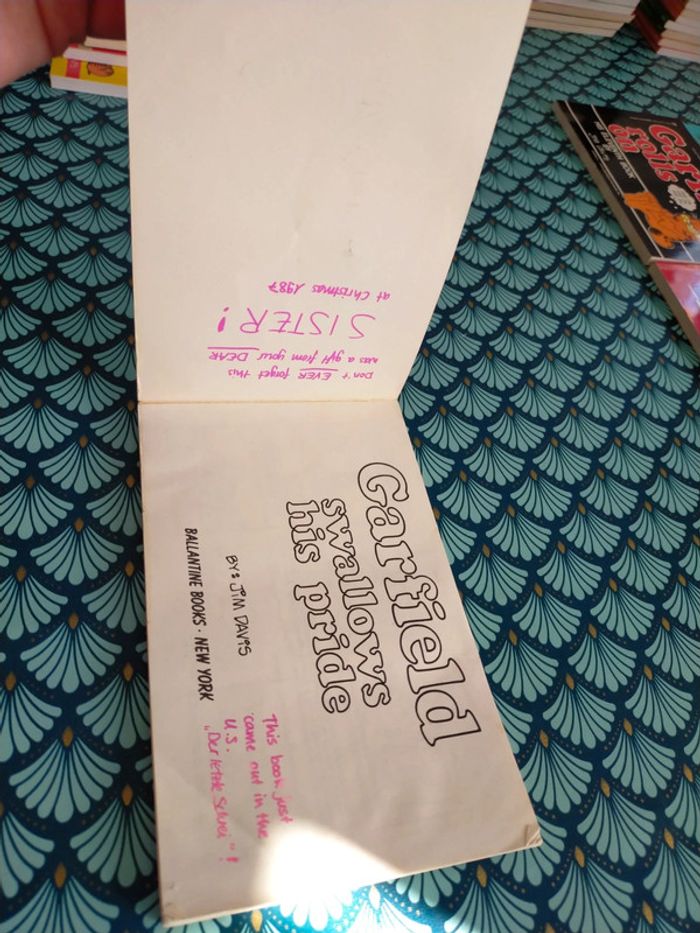 Don't EVER forget this
was a gift from your DEAR
SISTER!
at Christmas 1987
Garfield
swallows
his pride
BY: JIM DAVIS
BALLANTINE BOOKS · NEW YORK
This book just
came out in the
U.S.
„Der letzte Schrei"!
Gar